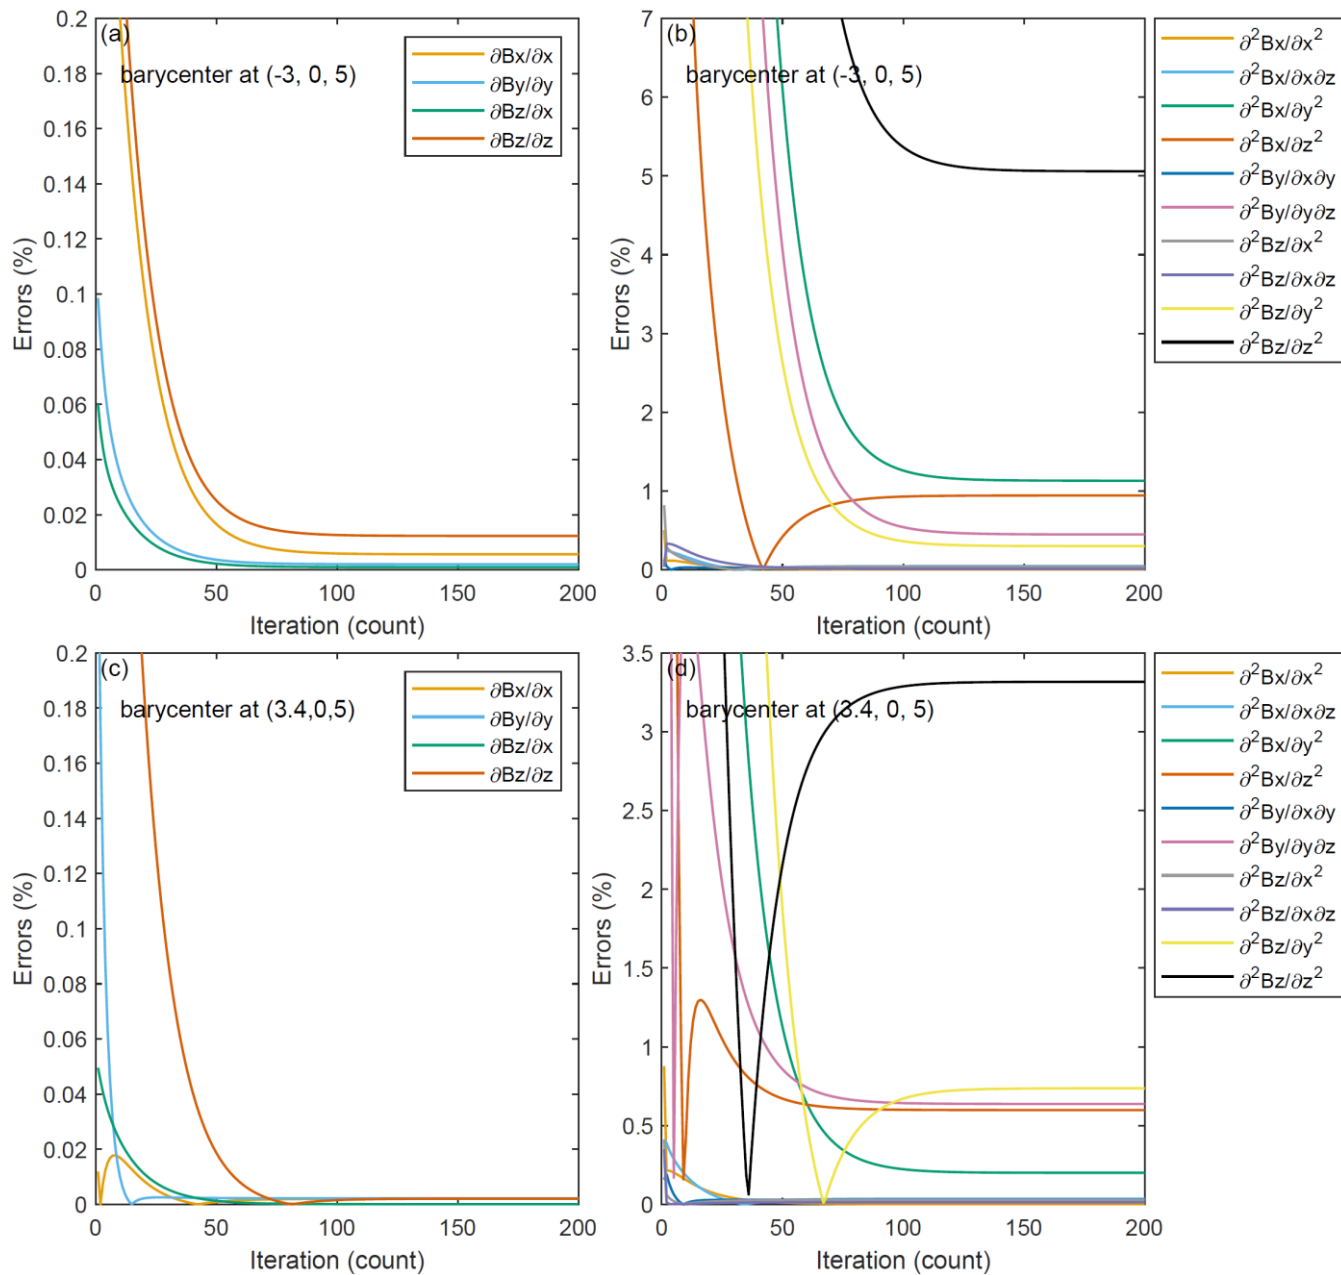 (a)
barycenter at (-3, 0, 5)
∂Bx/∂x
∂By/∂y
∂Bz/∂x
∂Bz/∂z
0.2
0.18
0.16
0.14
0.12
0.1
0.08
0.06
0.04
0.02
0
Errors (%)
0 50 100 150 200
Iteration (count)
(b)
barycenter at (-3, 0, 5)
7
6
5
4
3
2
1
0
Errors (%)
0 50 100 150 200
Iteration (count)
∂²Bx/∂x²
∂²Bx/∂x∂z
∂²Bx/∂y²
∂²Bx/∂z²
∂²By/∂x∂y
∂²By/∂y∂z
∂²Bz/∂x²
∂²Bz/∂x∂z
∂²Bz/∂y²
∂²Bz/∂z²
(c)
barycenter at (3.4,0,5)
∂Bx/∂x
∂By/∂y
∂Bz/∂x
∂Bz/∂z
0.2
0.18
0.16
0.14
0.12
0.1
0.08
0.06
0.04
0.02
0
Errors (%)
0 50 100 150 200
Iteration (count)
(d)
barycenter at (3.4, 0, 5)
3.5
3
2.5
2
1.5
1
0.5
0
Errors (%)
0 50 100 150 200
Iteration (count)
∂²Bx/∂x²
∂²Bx/∂x∂z
∂²Bx/∂y²
∂²Bx/∂z²
∂²By/∂x∂y
∂²By/∂y∂z
∂²Bz/∂x²
∂²Bz/∂x∂z
∂²Bz/∂y²
∂²Bz/∂z²